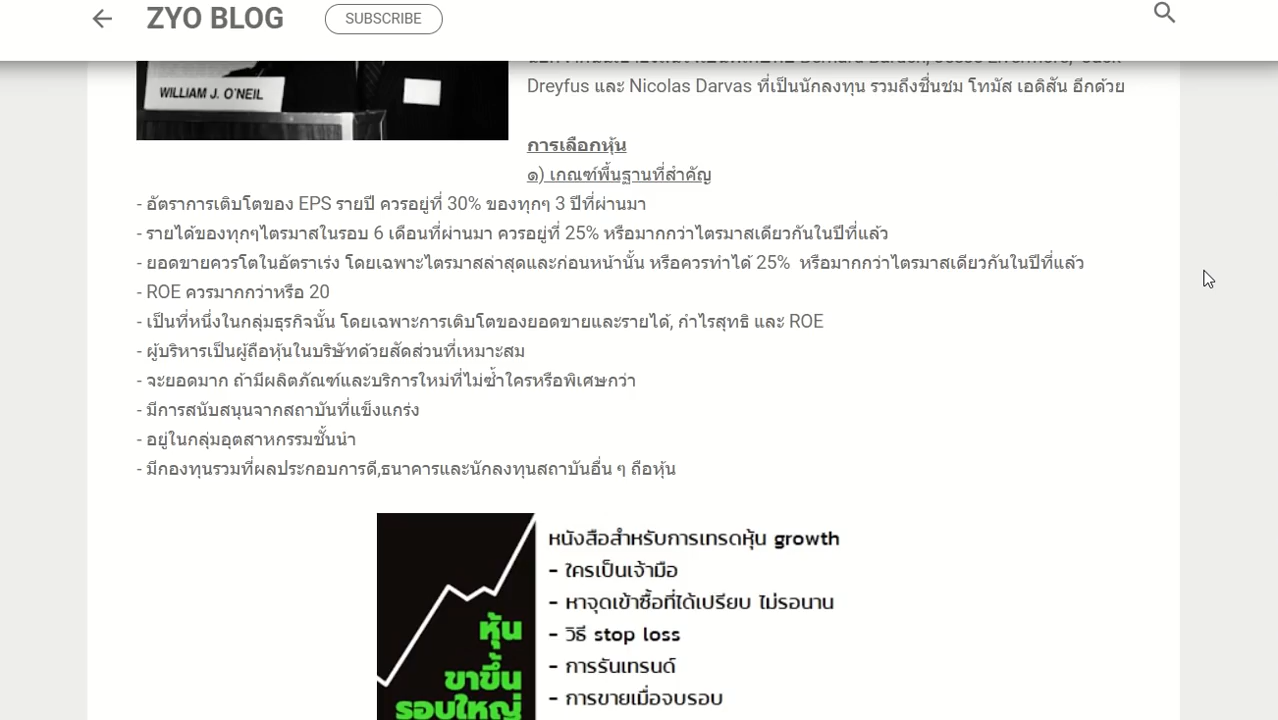 ZYO BLOG
SUBSCRIBE
WILLIAM J. O'NEIL
Dreyfus และ Nicolas Darvas ที่เป็นนักลงทุน รวมถึงชื่นชม โทมัส เอดิสัน อีกด้วย
การเลือกหุ้น
๑) เกณฑ์พื้นฐานที่สำคัญ
- อัตราการเติบโตของ EPS รายปี ควรอยู่ที่ 30% ของทุกๆ 3 ปีที่ผ่านมา
- รายได้ของทุกๆไตรมาสในรอบ 6 เดือนที่ผ่านมา ควรอยู่ที่ 25% หรือมากกว่าไตรมาสเดียวกันในปีที่แล้ว
- ยอดขายควรโตในอัตราเร่ง โดยเฉพาะไตรมาสล่าสุดและก่อนหน้านั้น หรือควรทำได้ 25% หรือมากกว่าไตรมาสเดียวกันในปีที่แล้ว
- ROE ควรมากกว่าหรือ 20
- เป็นที่หนึ่งในกลุ่มธุรกิจนั้น โดยเฉพาะการเติบโตของยอดขายและรายได้, กำไรสุทธิ และ ROE
- ผู้บริหารเป็นผู้ถือหุ้นในบริษัทด้วยสัดส่วนที่เหมาะสม
- จะยอดมาก ถ้ามีผลิตภัณฑ์และบริการใหม่ที่ไม่ซ้ำใครหรือพิเศษกว่า
- มีการสนับสนุนจากสถาบันที่แข็งแกร่ง
- อยู่ในกลุ่มอุตสาหกรรมชั้นนำ
- มีกองทุนรวมที่ผลประกอบการดี,ธนาคารและนักลงทุนสถาบันอื่น ๆ ถือหุ้น
หุ้น
ขาขึ้น
รอบใหญ่
หนังสือสำหรับการเทรดหุ้น growth
- ใครเป็นเจ้ามือ
- หาจุดเข้าซื้อที่ได้เปรียบ ไม่รอนาน
- วิธี stop loss
- การรันเทรนด์
- การขายเมื่อจบรอบ